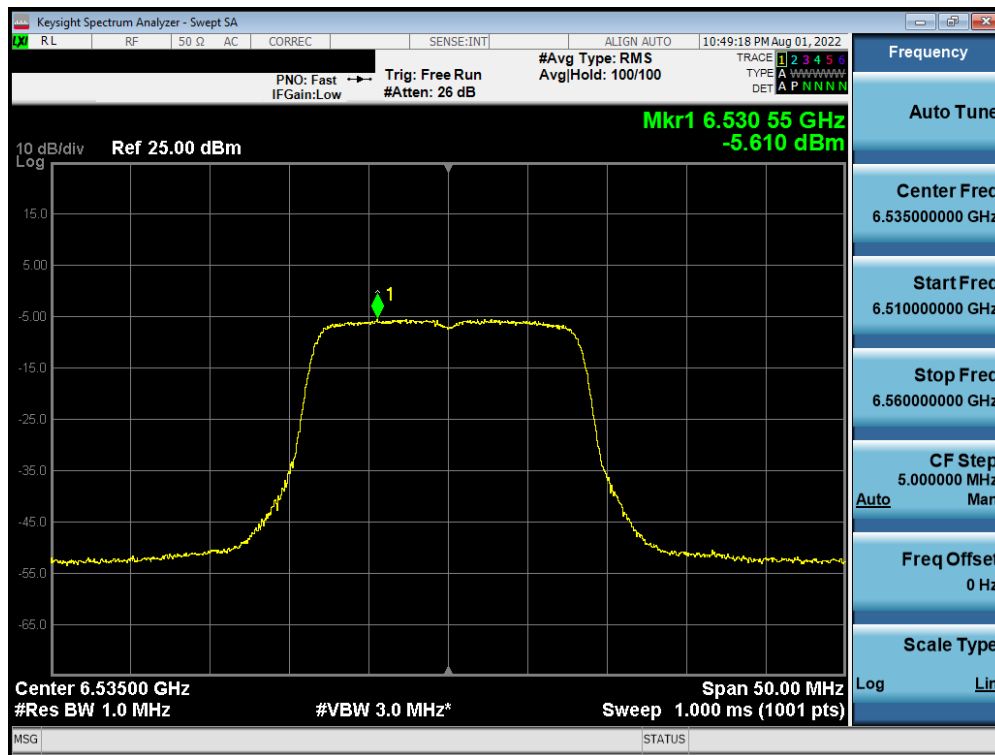 Keysight Spectrum Analyzer - Swept SA
LXI RL RF 50 Ω AC CORREC SENSE:INT ALIGN AUTO 10:49:18 PM Aug 01, 2022
PNO: Fast
IFGain:Low
Trig: Free Run
#Atten: 26 dB
#Avg Type: RMS
Avg|Hold: 100/100
TRACE 1 2 3 4 5 6
TYPE A WWWWW
DET A P N N N N
Mkr1 6.530 55 GHz
-5.610 dBm
10 dB/div Ref 25.00 dBm
Log
1
15.0
5.00
-5.00
-15.0
-25.0
-35.0
-45.0
-55.0
-65.0
Center 6.53500 GHz Span 50.00 MHz
#Res BW 1.0 MHz #VBW 3.0 MHz* Sweep 1.000 ms (1001 pts)
MSG STATUS
Frequency
Auto Tune
Center Freq
6.535000000 GHz
Start Freq
6.510000000 GHz
Stop Freq
6.560000000 GHz
CF Step
5.000000 MHz
Auto Man
Freq Offset
0 Hz
Scale Type
Log Lin